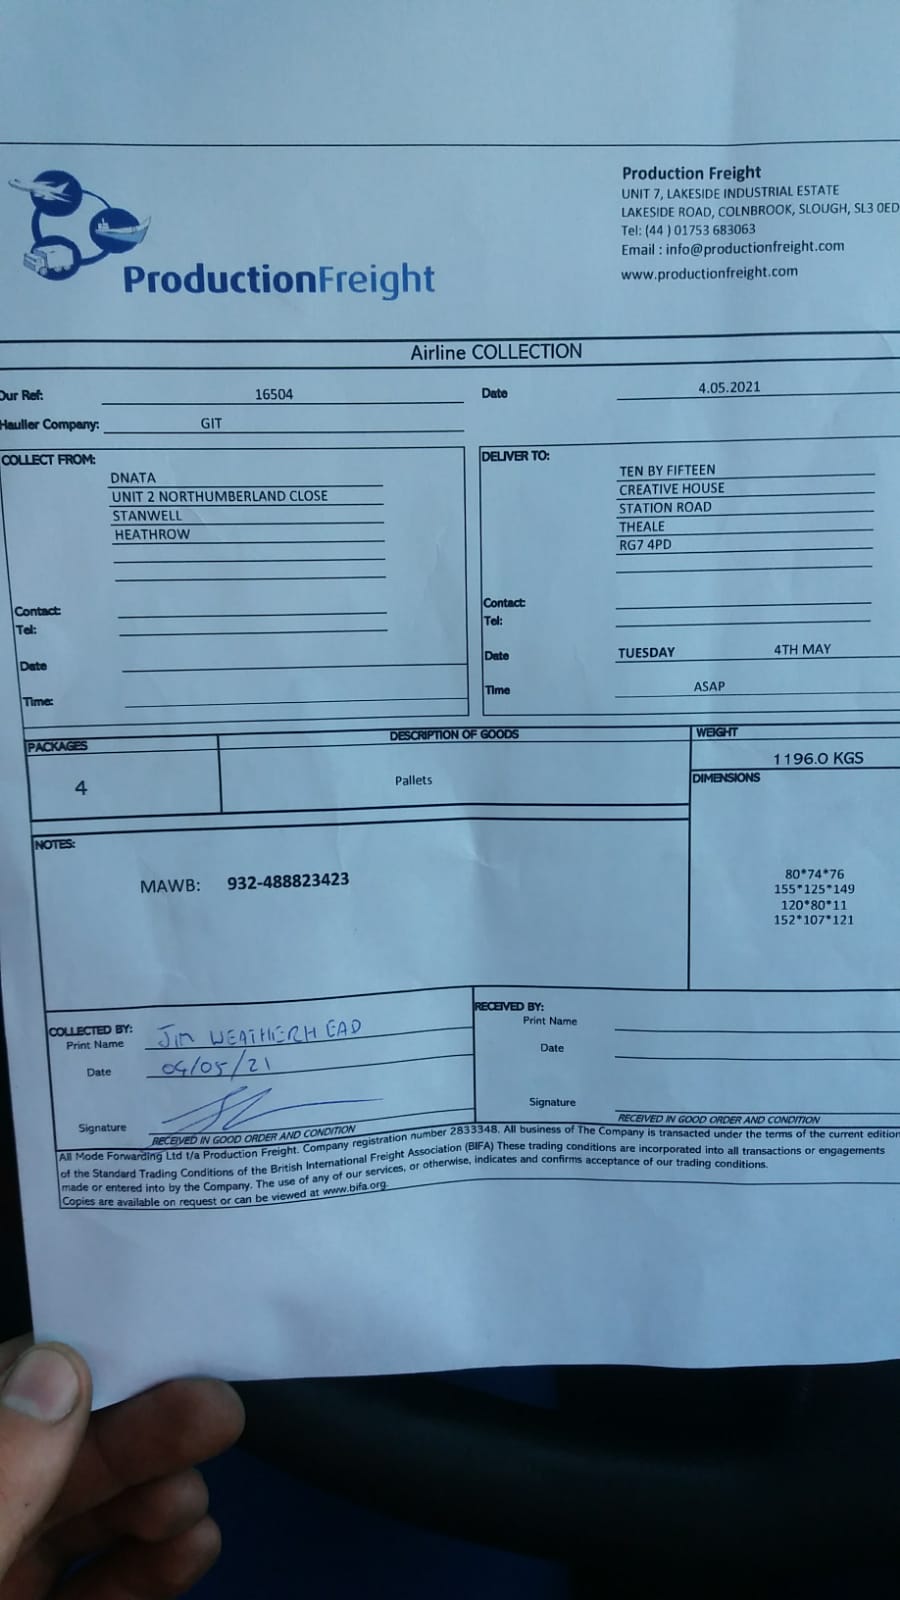 Production Freight
UNIT 7, LAKESIDE INDUSTRIAL ESTATE
LAKESIDE ROAD, COLNBROOK, SLOUGH, SL3 0ED
Tel: (44 ) 01753 683063
Email : info@productionfreight.com
www.productionfreight.com
ProductionFreight
Airline COLLECTION
Our Ref: 16504
Date 4.05.2021
Haulier Company: GIT
COLLECT FROM:
DNATA
UNIT 2 NORTHUMBERLAND CLOSE
STANWELL
HEATHROW
Contact:
Tel:
Date
Time:
DELIVER TO:
TEN BY FIFTEEN
CREATIVE HOUSE
STATION ROAD
THEALE
RG7 4PD
Contact:
Tel:
Date TUESDAY 4TH MAY
Time ASAP
PACKAGES
4
DESCRIPTION OF GOODS
Pallets
WEIGHT
1196.0 KGS
DIMENSIONS
80*74*76
155*125*149
120*80*11
152*107*121
NOTES:
MAWB: 932-488823423
COLLECTED BY:
Print Name Jim WEATHERHEAD
Date 04/05/21
Signature
RECEIVED IN GOOD ORDER AND CONDITION
RECEIVED BY:
Print Name
Date
Signature
RECEIVED IN GOOD ORDER AND CONDITION
All Mode Forwarding Ltd t/a Production Freight. Company registration number 2833348. All business of The Company is transacted under the terms of the current edition
of the Standard Trading Conditions of the British International Freight Association (BIFA) These trading conditions are incorporated into all transactions or engagements
made or entered into by the Company. The use of any of our services, or otherwise, indicates and confirms acceptance of our trading conditions.
Copies are available on request or can be viewed at www.bifa.org.